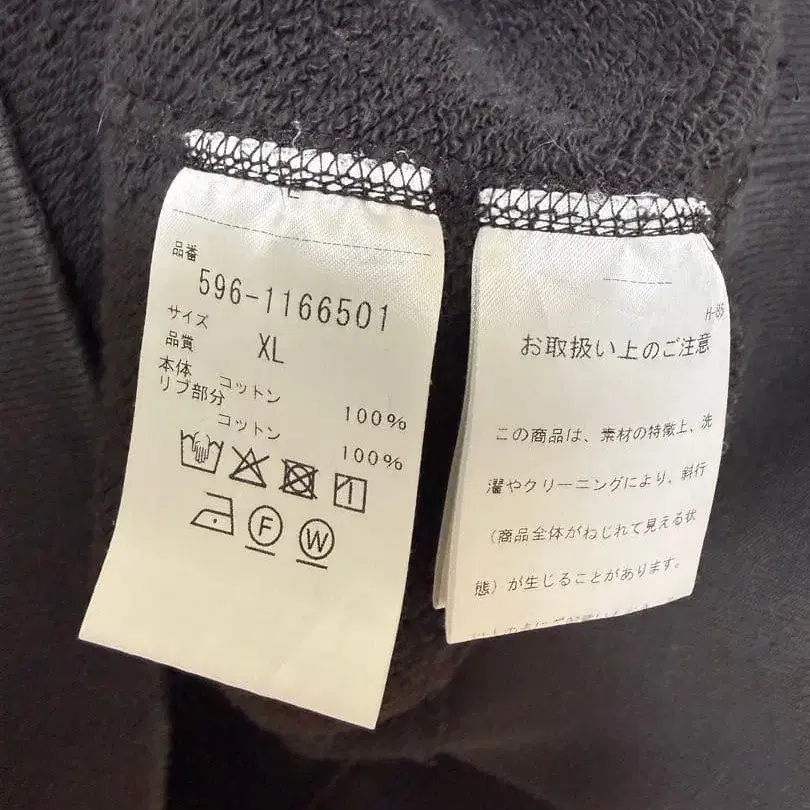 品番
596-1166501
サイズ
XL
品質
本体 コットン 100%
リブ部分
コットン 100%
F W
H-85
お取扱い上のご注意
この商品は、素材の特徴上、洗
濯やクリーニングにより、斜行
(商品全体がねじれて見える状
態)が生じることがあります。